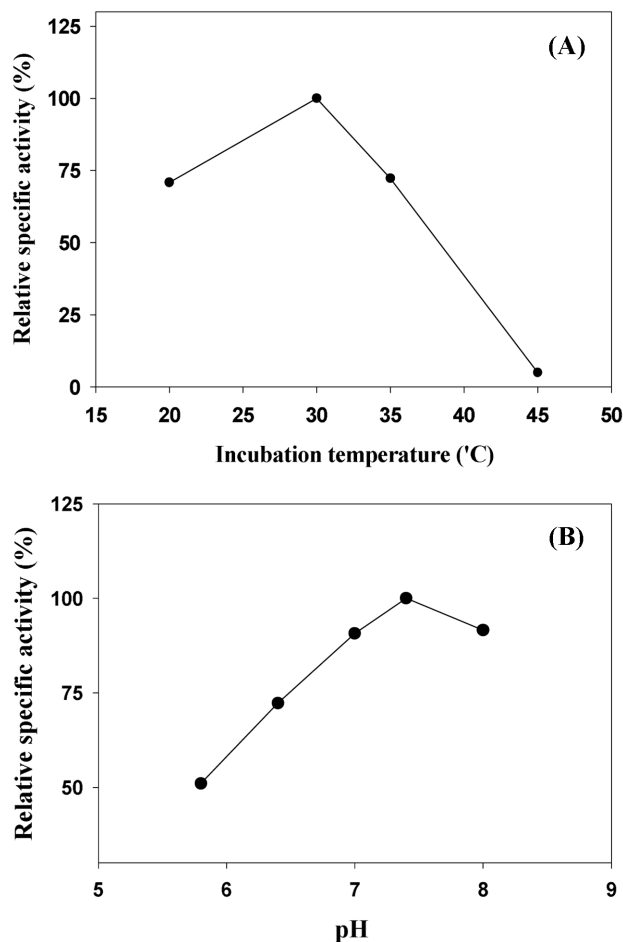 (A)
Relative specific activity (%)
125
100
75
50
25
0
15 20 25 30 35 40 45 50
Incubation temperature ('C)
(B)
Relative specific activity (%)
125
100
75
50
5 6 7 8 9
pH